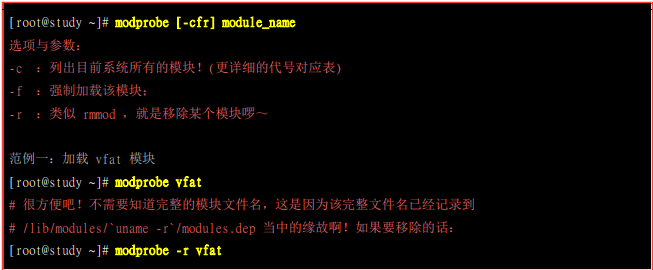 [root@study ~]# modprobe [-cfr] module_name
选项与参数：
-c ：列出目前系统所有的模块！(更详细的代号对应表)
-f ：强制加载该模块；
-r ：类似 rmmod ，就是移除某个模块啰～
范例一：加载 vfat 模块
[root@study ~]# modprobe vfat
# 很方便吧！不需要知道完整的模块文件名，这是因为该完整文件名已经记录到
# /lib/modules/`uname -r`/modules.dep 当中的缘故啊！如果要移除的话：
[root@study ~]# modprobe -r vfat